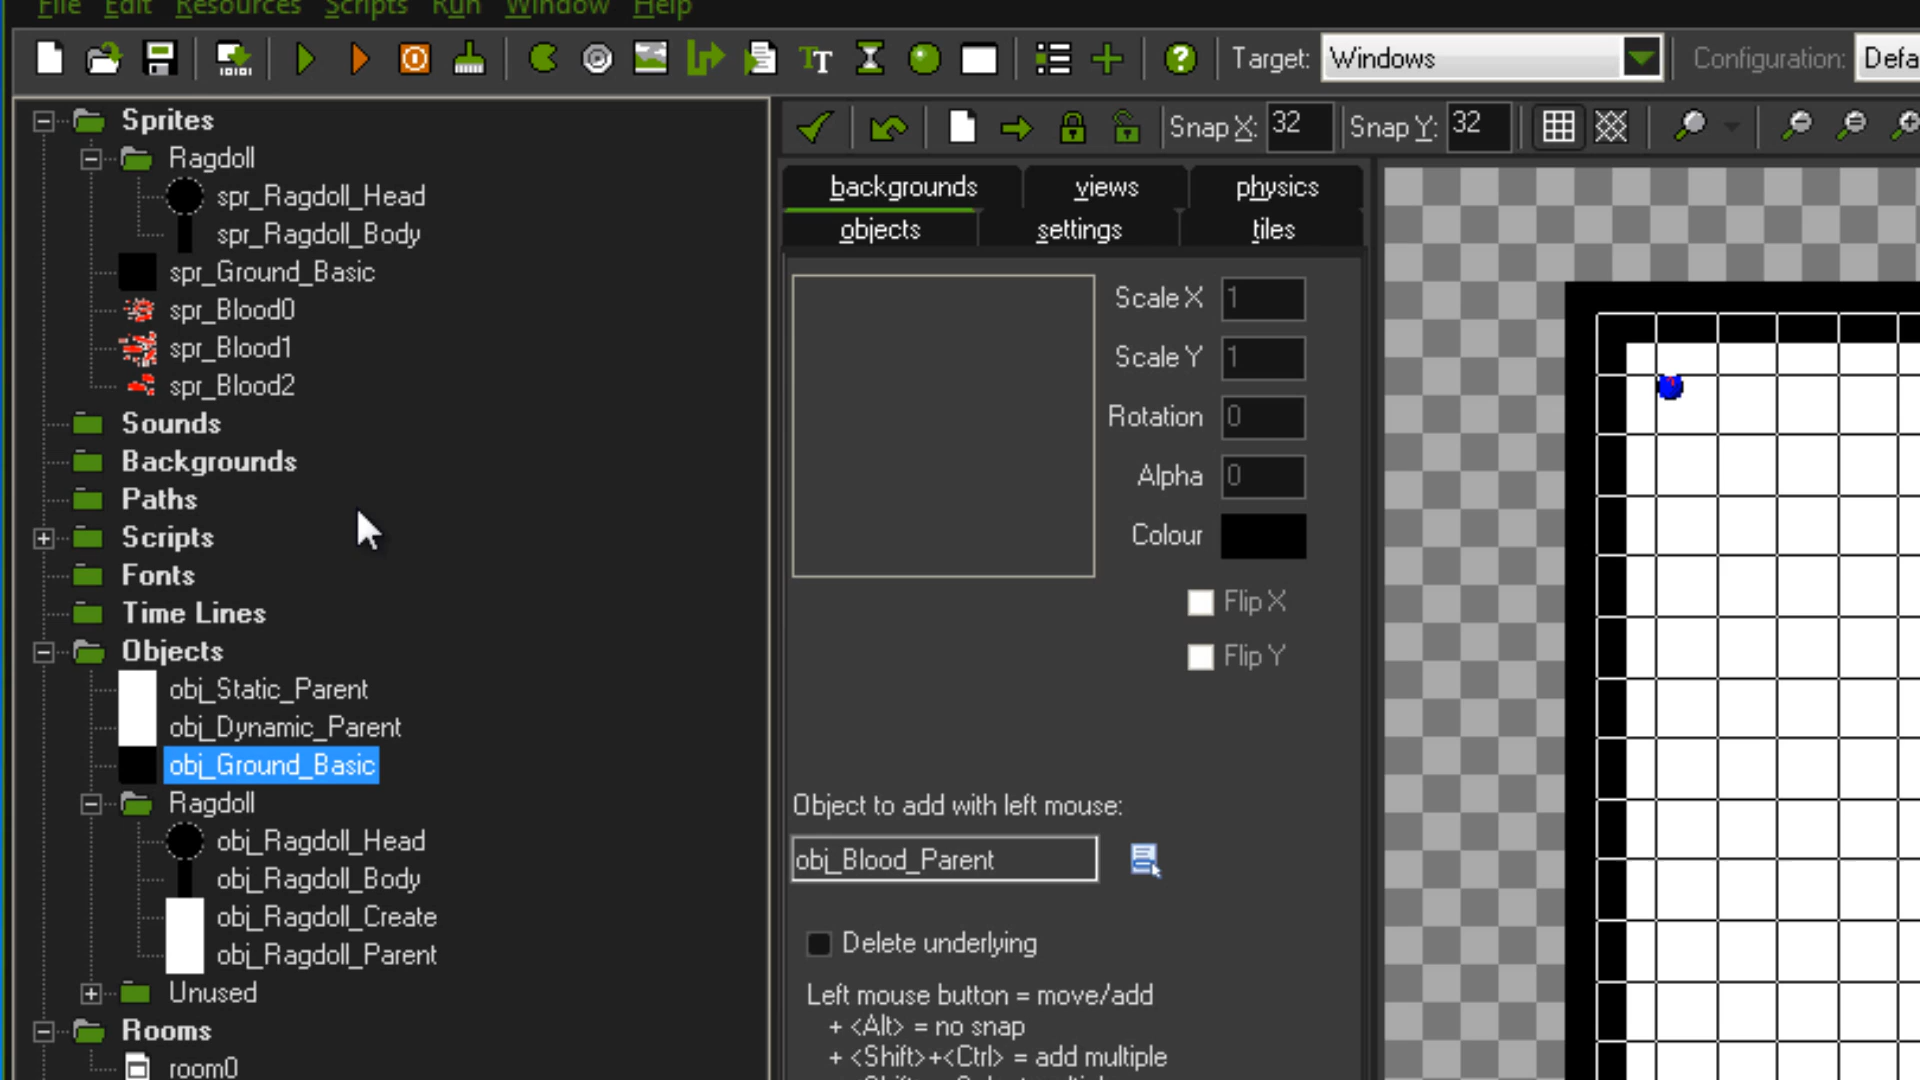 File Edit Resources Scripts Run Window Help
Target: Windows Configuration: Defa
Sprites
Ragdoll
spr_Ragdoll_Head
spr_Ragdoll_Body
spr_Ground_Basic
spr_Blood0
spr_Blood1
spr_Blood2
Sounds
Backgrounds
Paths
Scripts
Fonts
Time Lines
Objects
obj_Static_Parent
obj_Dynamic_Parent
obj_Ground_Basic
Ragdoll
obj_Ragdoll_Head
obj_Ragdoll_Body
obj_Ragdoll_Create
obj_Ragdoll_Parent
Unused
Rooms
room0
Snap X: 32 Snap Y: 32
backgrounds views physics
objects settings tiles
Scale X 1
Scale Y 1
Rotation 0
Alpha 0
Colour
Flip X
Flip Y
Object to add with left mouse:
obj_Blood_Parent
Delete underlying
Left mouse button = move/add
+ <Alt> = no snap
+ <Shift>+<Ctrl> = add multiple